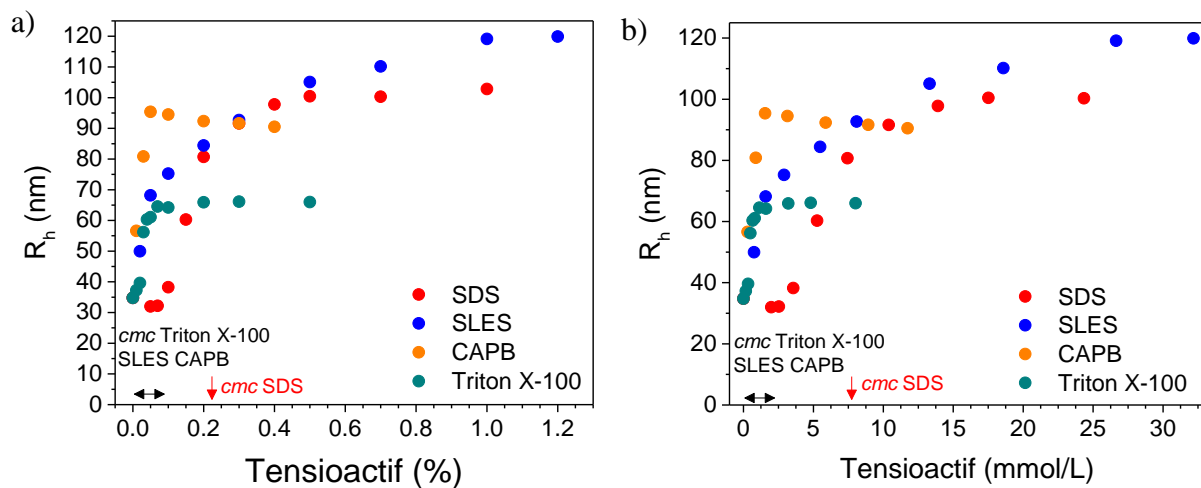 a)
120
110
100
90
80
70
60
50
40
30
20
10
0
R_h (nm)
SDS
SLES
CAPB
Triton X-100
cmc Triton X-100
SLES CAPB
cmc SDS
0.0 0.2 0.4 0.6 0.8 1.0 1.2
Tensioactif (%)
b)
120
100
80
60
40
20
0
R_h (nm)
SDS
SLES
CAPB
Triton X-100
cmc Triton X-100
SLES CAPB
cmc SDS
0 5 10 15 20 25 30
Tensioactif (mmol/L)